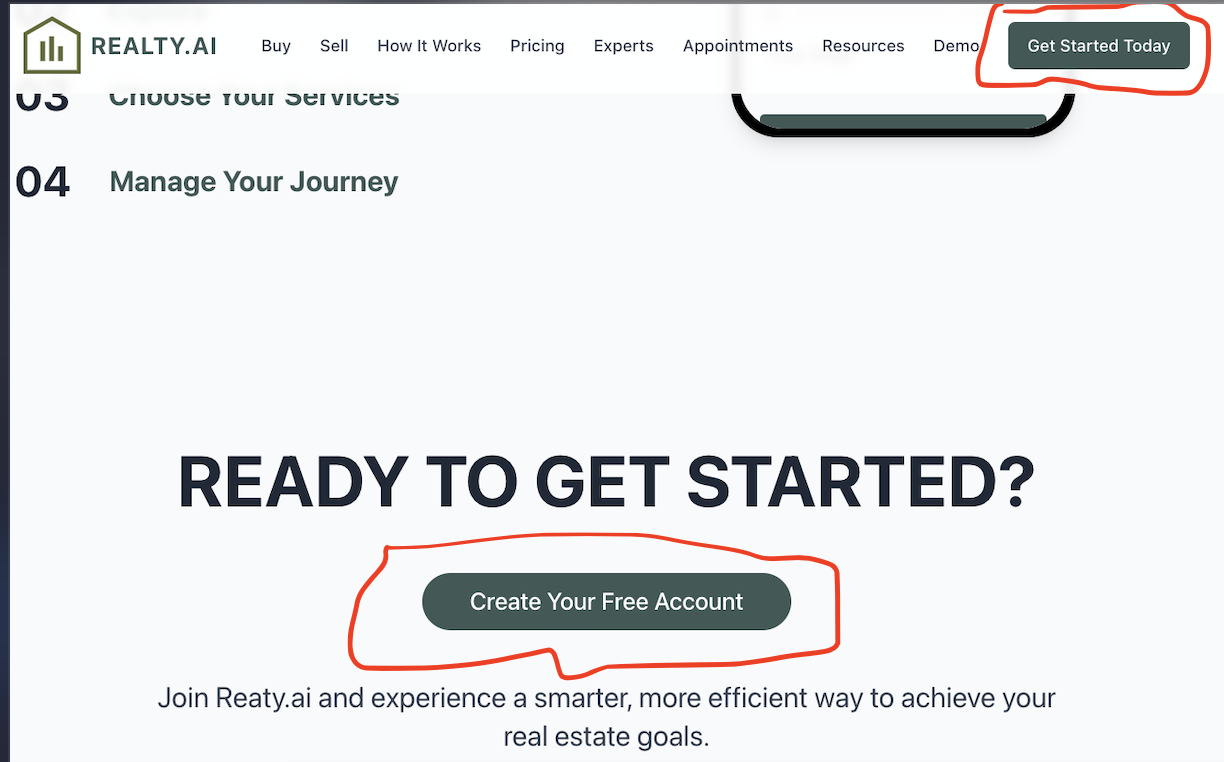 REALTY.AI Buy Sell How It Works Pricing Experts Appointments Resources Demo Get Started Today
03 Choose Your Services
04 Manage Your Journey
READY TO GET STARTED?
Create Your Free Account
Join Reaty.ai and experience a smarter, more efficient way to achieve your
real estate goals.